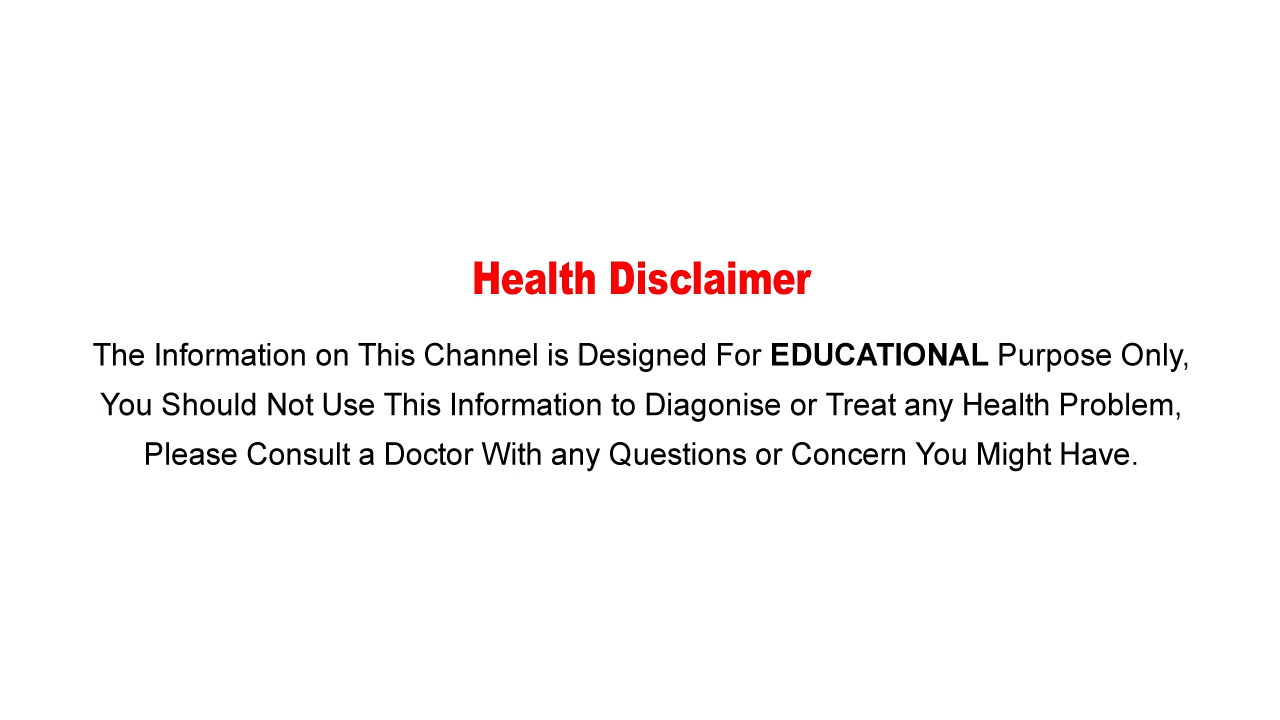 Health Disclaimer
The Information on This Channel is Designed For EDUCATIONAL Purpose Only,
You Should Not Use This Information to Diagonise or Treat any Health Problem,
Please Consult a Doctor With any Questions or Concern You Might Have.